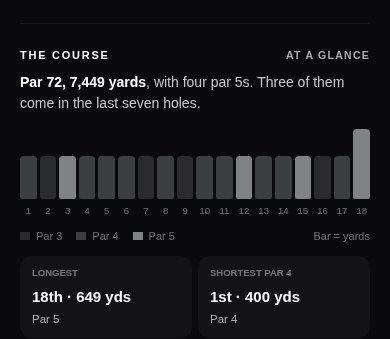 THE COURSE AT A GLANCE
Par 72, 7,449 yards, with four par 5s. Three of them
come in the last seven holes.
1 2 3 4 5 6 7 8 9 10 11 12 13 14 15 16 17 18
Par 3 Par 4 Par 5 Bar = yards
LONGEST SHORTEST PAR 4
18th · 649 yds 1st · 400 yds
Par 5 Par 4